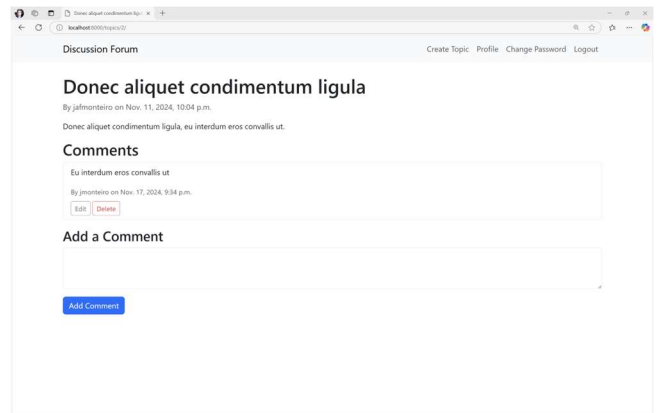 Donec aliquet condimentum ligu
localhost:8000/topics/2/
Discussion Forum
Create Topic Profile Change Password Logout
Donec aliquet condimentum ligula
By jafmonteiro on Nov. 11, 2024, 10:04 p.m.
Donec aliquet condimentum ligula, eu interdum eros convallis ut.
Comments
Eu interdum eros convallis ut
By jmonteiro on Nov. 17, 2024, 9:34 p.m.
Edit Delete
Add a Comment
Add Comment